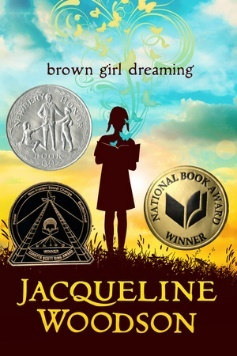 brown girl dreaming
NATIONAL BOOK AWARD
WINNER
JACQUELINE
WOODSON